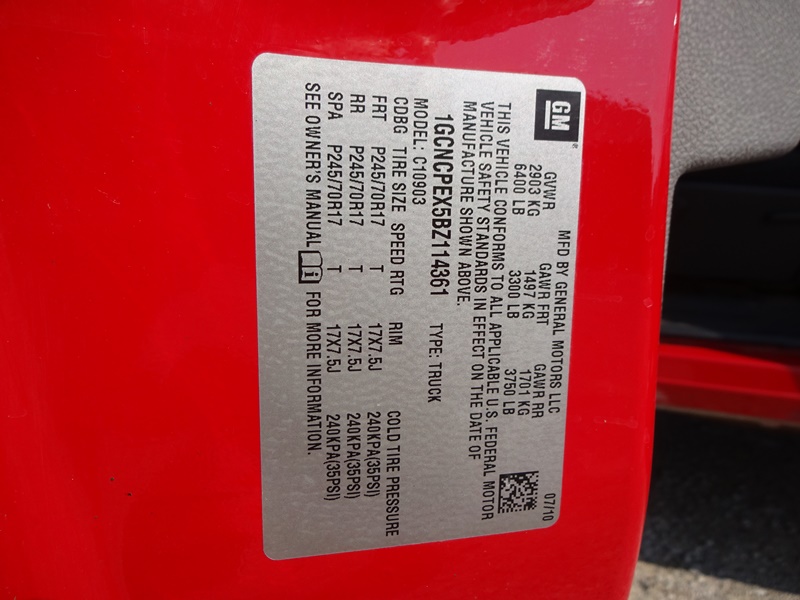 GM®
MFD BY GENERAL MOTORS LLC 07/10
GVWR GAWR FRT GAWR RR
2903 KG 1497 KG 1701 KG
6400 LB 3300 LB 3750 LB
THIS VEHICLE CONFORMS TO ALL APPLICABLE U.S. FEDERAL MOTOR
VEHICLE SAFETY STANDARDS IN EFFECT ON THE DATE OF
MANUFACTURE SHOWN ABOVE.
1GCNCPEX5BZ114361 TYPE: TRUCK
MODEL: C10903
CDBG TIRE SIZE SPEED RTG RIM COLD TIRE PRESSURE
FRT P245/70R17 T 17X7.5J 240KPA(35PSI)
RR P245/70R17 T 17X7.5J 240KPA(35PSI)
SPA P245/70R17 T 17X7.5J 240KPA(35PSI)
SEE OWNER'S MANUAL i FOR MORE INFORMATION.